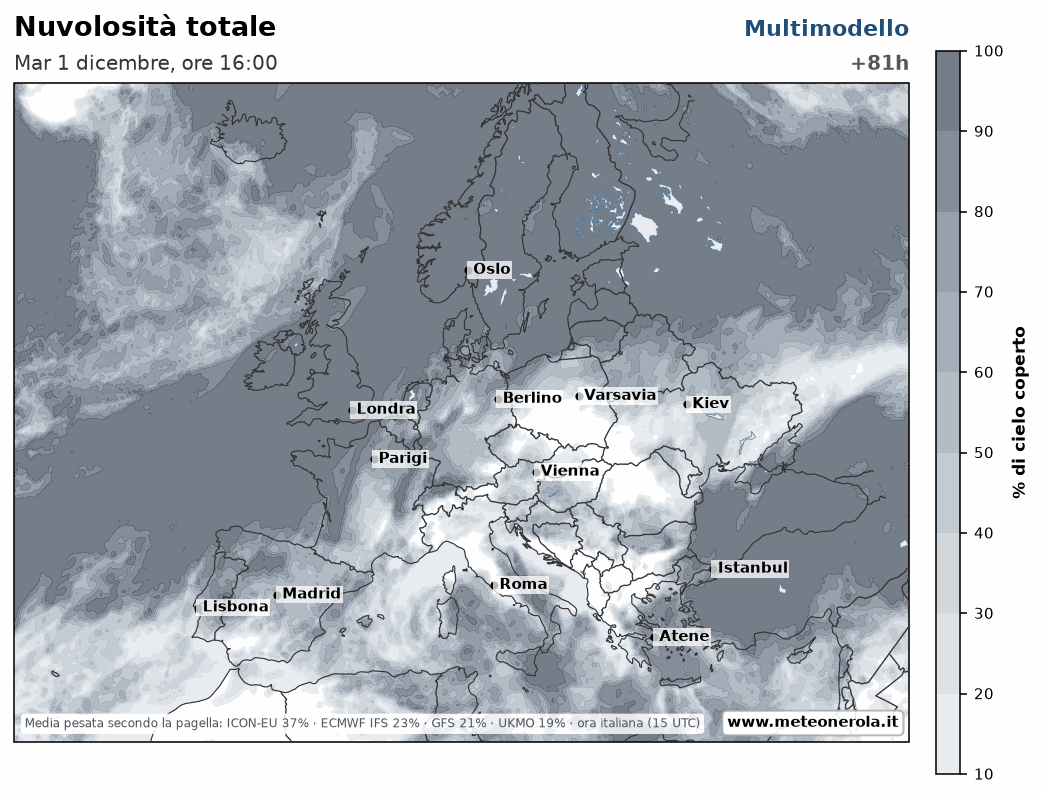 Nuvolosità totale
Multimodello
Mar 1 dicembre, ore 16:00
+81h
100
90
80
70
60
50
40
30
20
10
% di cielo coperto
Oslo
Londra
Berlino
Varsavia
Kiev
Parigi
Vienna
Istanbul
Madrid
Roma
Lisbona
Atene
Media pesata secondo la pagella: ICON-EU 37% · ECMWF IFS 23% · GFS 21% · UKMO 19% · ora italiana (15 UTC)
www.meteonerola.it